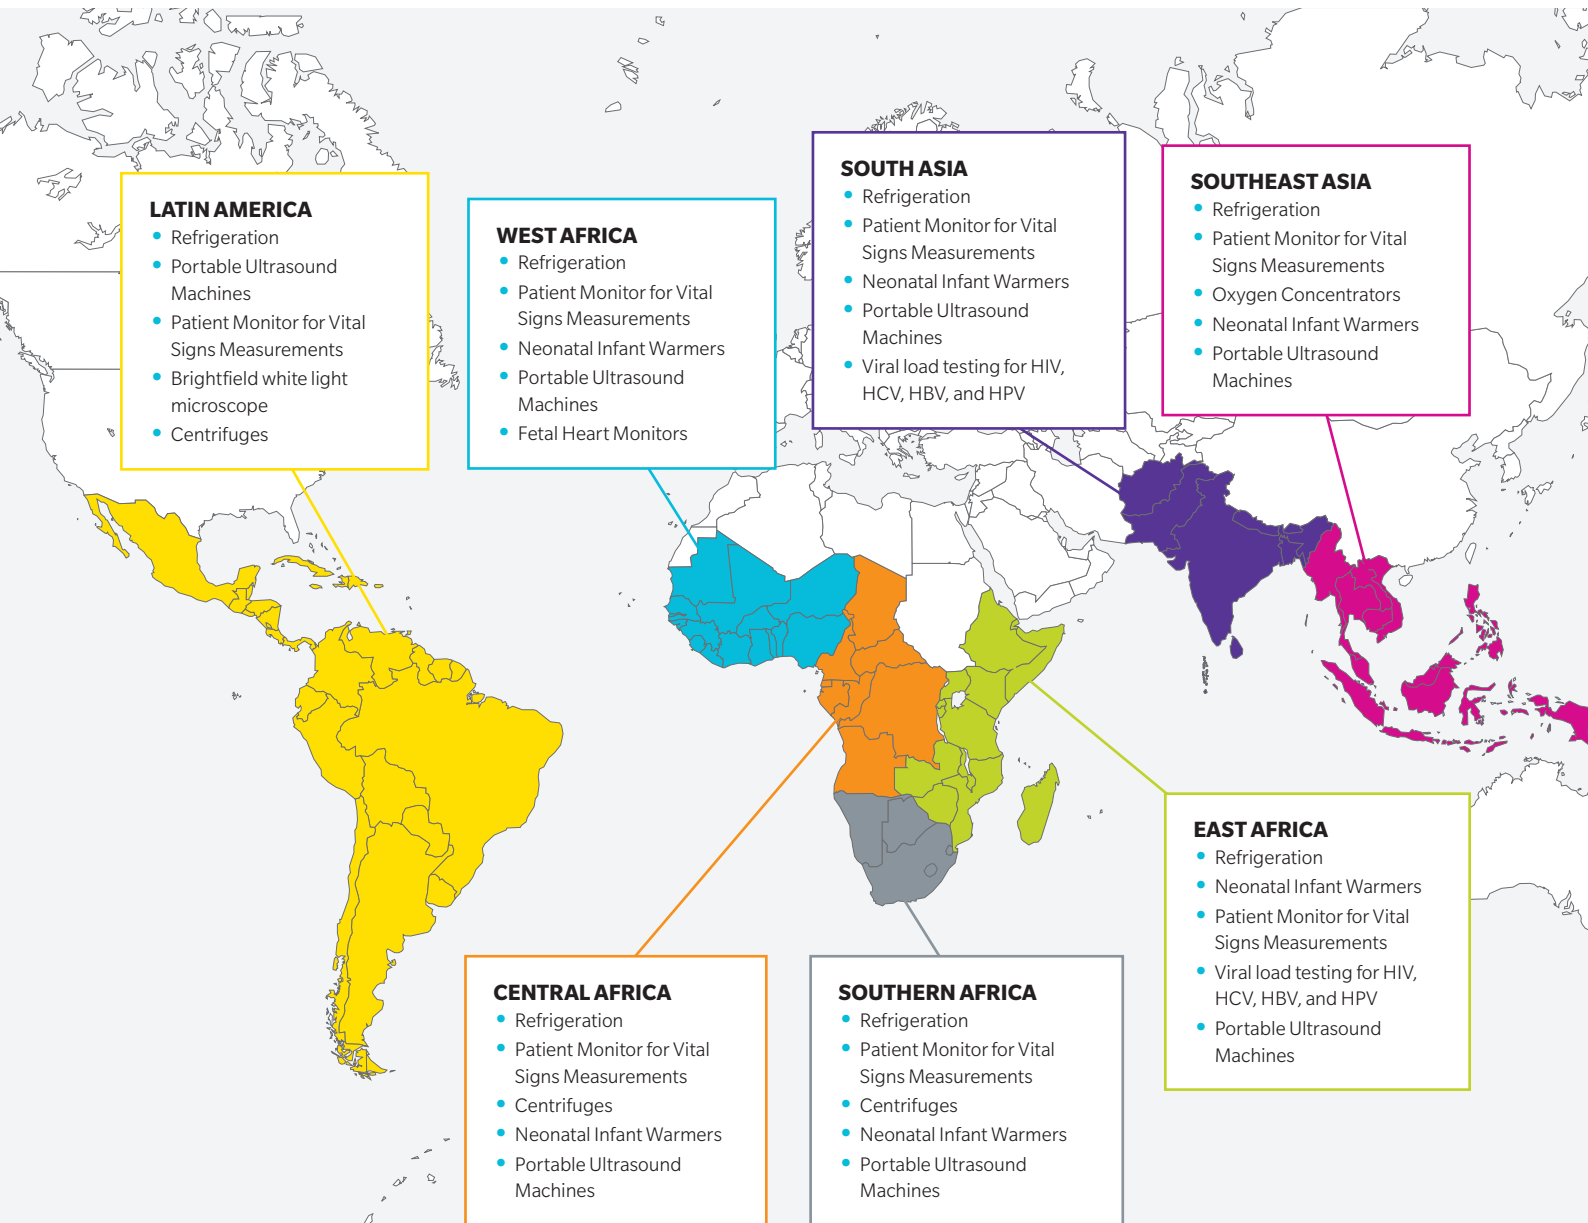 LATIN AMERICA
Refrigeration
Portable Ultrasound
Machines
Patient Monitor for Vital
Signs Measurements
Brightfield white light
microscope
Centrifuges
WEST AFRICA
Refrigeration
Patient Monitor for Vital
Signs Measurements
Neonatal Infant Warmers
Portable Ultrasound
Machines
Fetal Heart Monitors
SOUTH ASIA
Refrigeration
Patient Monitor for Vital
Signs Measurements
Neonatal Infant Warmers
Portable Ultrasound
Machines
Viral load testing for HIV,
HCV, HBV, and HPV
SOUTHEAST ASIA
Refrigeration
Patient Monitor for Vital
Signs Measurements
Oxygen Concentrators
Neonatal Infant Warmers
Portable Ultrasound
Machines
CENTRAL AFRICA
Refrigeration
Patient Monitor for Vital
Signs Measurements
Centrifuges
Neonatal Infant Warmers
Portable Ultrasound
Machines
SOUTHERN AFRICA
Refrigeration
Patient Monitor for Vital
Signs Measurements
Centrifuges
Neonatal Infant Warmers
Portable Ultrasound
Machines
EAST AFRICA
Refrigeration
Neonatal Infant Warmers
Patient Monitor for Vital
Signs Measurements
Viral load testing for HIV,
HCV, HBV, and HPV
Portable Ultrasound
Machines